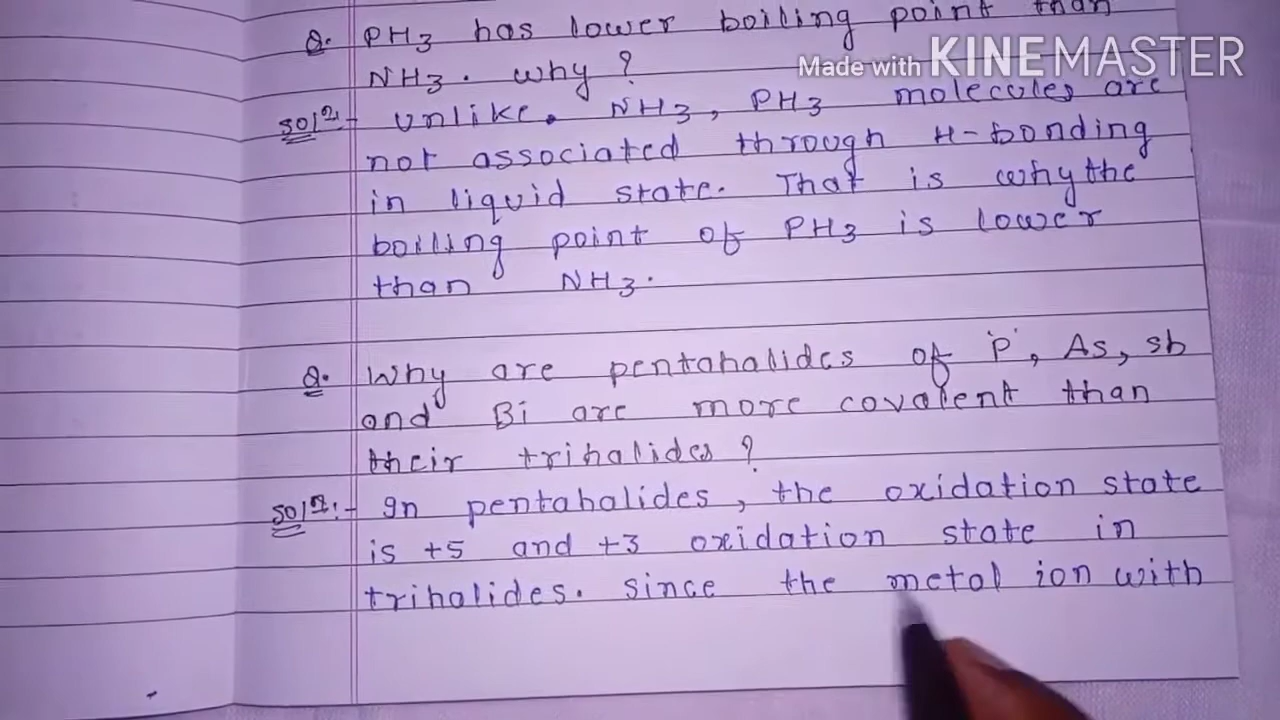 Q. PH3 has lower boiling point than
NH3. Why?
Made with KINEMASTER
Soln:- Unlike. NH3, PH3 molecules are
not associated through H-bonding
in liquid state. That is why the
boiling point of PH3 is lower
than NH3.
Q. Why are pentahalides of 'P', As, Sb
and Bi are more covalent than
their trihalides?
Soln:- In pentahalides, the oxidation state
is +5 and +3 oxidation state in
trihalides. Since the metal ion with